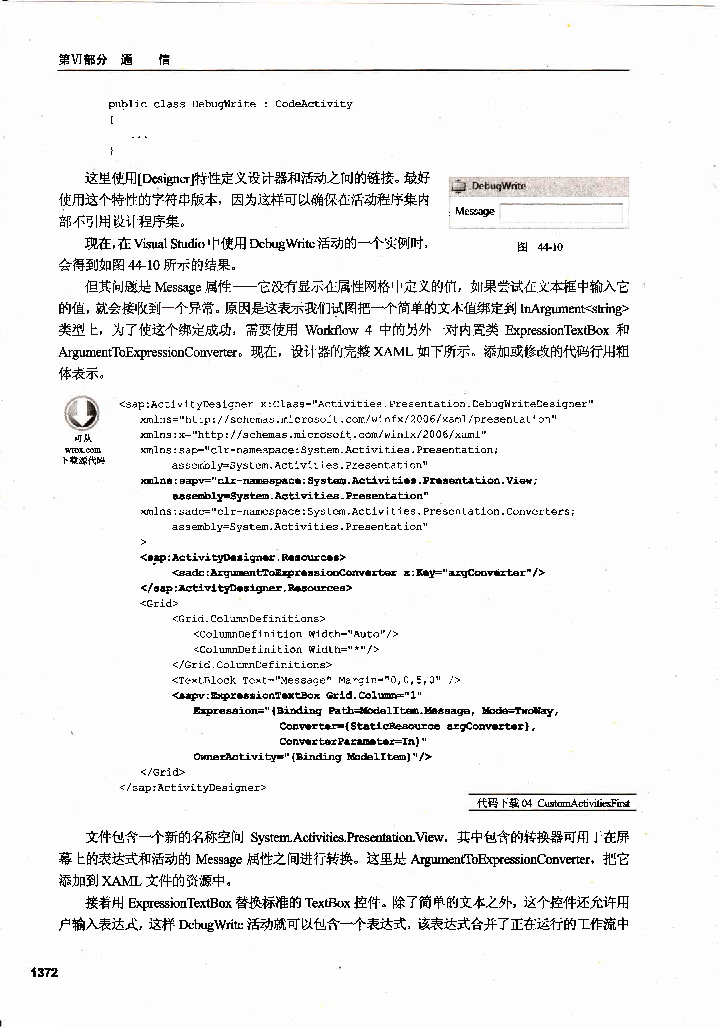 第Ⅵ部分 通 信
public class DebugWrite : CodeActivity
{
...
}
这里使用[Designer]特性定义设计器和活动之间的链接。最好
使用这个特性的字符串版本，因为这样可以确保在活动程序集内
部不引用设计程序集。
现在，在 Visual Studio 中使用 DebugWrite 活动的一个实例时，
会得到如图 44-10 所示的结果。
DebugWrite
Message
图 44-10
但其问题是 Message 属性——它没有显示在属性网格中定义的值，如果尝试在文本框中输入它
的值，就会接收到一个异常。原因是这表示我们试图把一个简单的文本值绑定到 InArgument<string>
类型上，为了使这个绑定成功，需要使用 Workflow 4 中的另外一对内置类 ExpressionTextBox 和
ArgumentToExpressionConverter。现在，设计器的完整 XAML 如下所示。添加或修改的代码行用粗
体表示。
可从
wrox.com
下载源代码
<sap:ActivityDesigner x:Class="Activities.Presentation.DebugWriteDesigner"
xmlns="http://schemas.microsoft.com/winfx/2006/xaml/presentation"
xmlns:x="http://schemas.microsoft.com/winfx/2006/xaml"
xmlns:sap="clr-namespace:System.Activities.Presentation;
assembly=System.Activities.Presentation"
xmlns:sapv="clr-namespace:System.Activities.Presentation.View;
assembly=System.Activities.Presentation"
xmlns:sadc="clr-namespace:System.Activities.Presentation.Converters;
assembly=System.Activities.Presentation"
>
<sap:ActivityDesigner.Resources>
<sadc:ArgumentToExpressionConverter x:Key="argConverter"/>
</sap:ActivityDesigner.Resources>
<Grid>
<Grid.ColumnDefinitions>
<ColumnDefinition Width="Auto"/>
<ColumnDefinition Width="*"/>
</Grid.ColumnDefinitions>
<TextBlock Text="Message" Margin="0,0,5,0" />
<sapv:ExpressionTextBox Grid.Column="1"
Expression="{Binding Path=ModelItem.Message, Mode=TwoWay,
Converter={StaticResource argConverter},
ConverterParameter=In}"
OwnerActivity="{Binding ModelItem}"/>
</Grid>
</sap:ActivityDesigner>
代码下载 04 CustomActivitiesFirst
文件包含一个新的名称空间 System.Activities.Presentation.View，其中包含的转换器可用于在屏
幕上的表达式和活动的 Message 属性之间进行转换。这里是 ArgumentToExpressionConverter，把它
添加到 XAML 文件的资源中。
接着用 ExpressionTextBox 替换标准的 TextBox 控件。除了简单的文本之外，这个控件还允许用
户输入表达式，这样 DebugWrite 活动就可以包含一个表达式，该表达式合并了正在运行的工作流中
1372